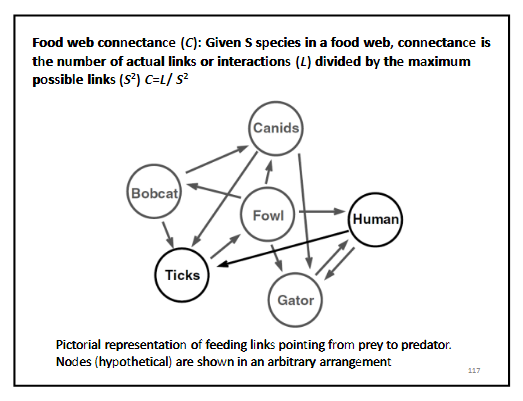 Food web connectance (C): Given S species in a food web, connectance is
the number of actual links or interactions (L) divided by the maximum
possible links (S²) C=L/ S²
Canids
Bobcat
Fowl
Human
Ticks
Gator
Pictorial representation of feeding links pointing from prey to predator.
Nodes (hypothetical) are shown in an arbitrary arrangement
117